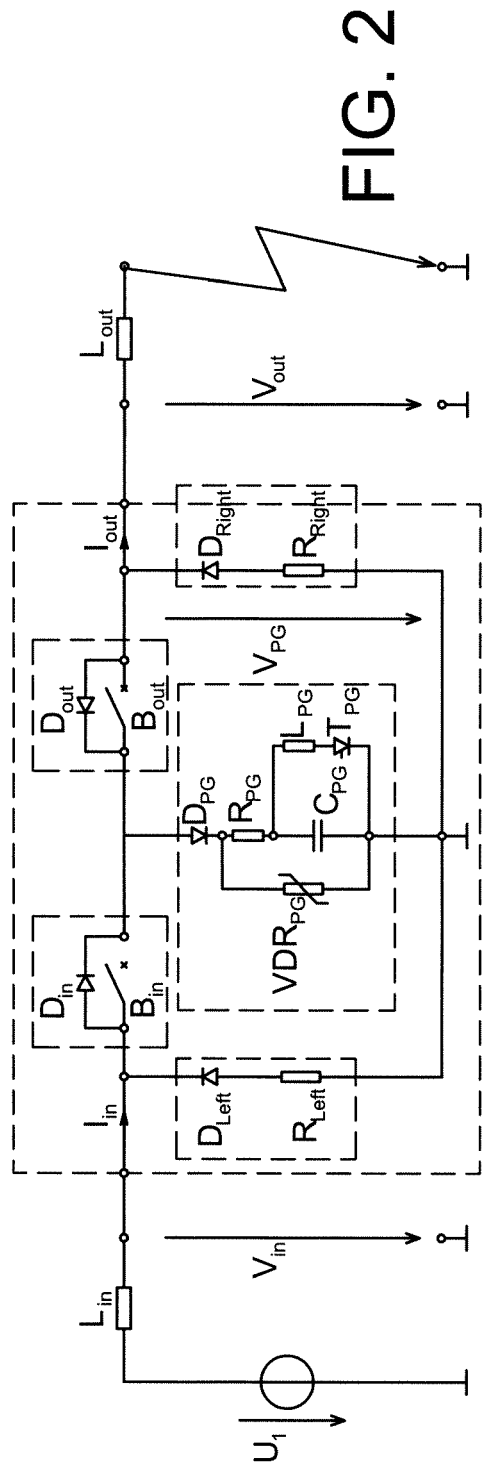 FIG. 2
U1
Lin
Vin
Iin
DLeft
RLeft
Din
Bin
VDRPG
DPG
RPG
CPG
LPG
TPG
Dout
Bout
VPG
Iout
DRight
RRight
Vout
Lout